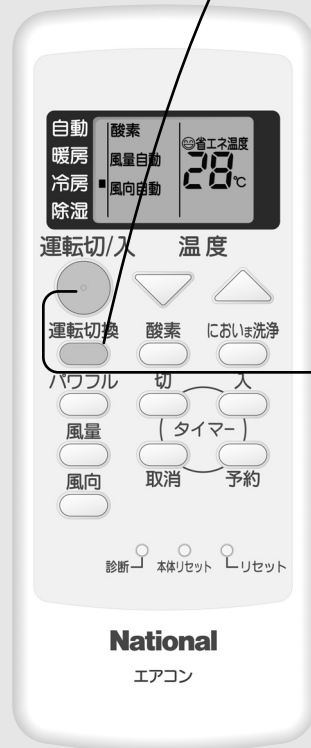 自動 酸素
暖房 風量自動 省エネ温度
冷房 風向自動 28℃
除湿
運転切/入 温度
運転切換 酸素 におい洗浄
パワフル 切 入
風量 (タイマー)
風向 取消 予約
診断 本体リセット リセット
National
エアコン